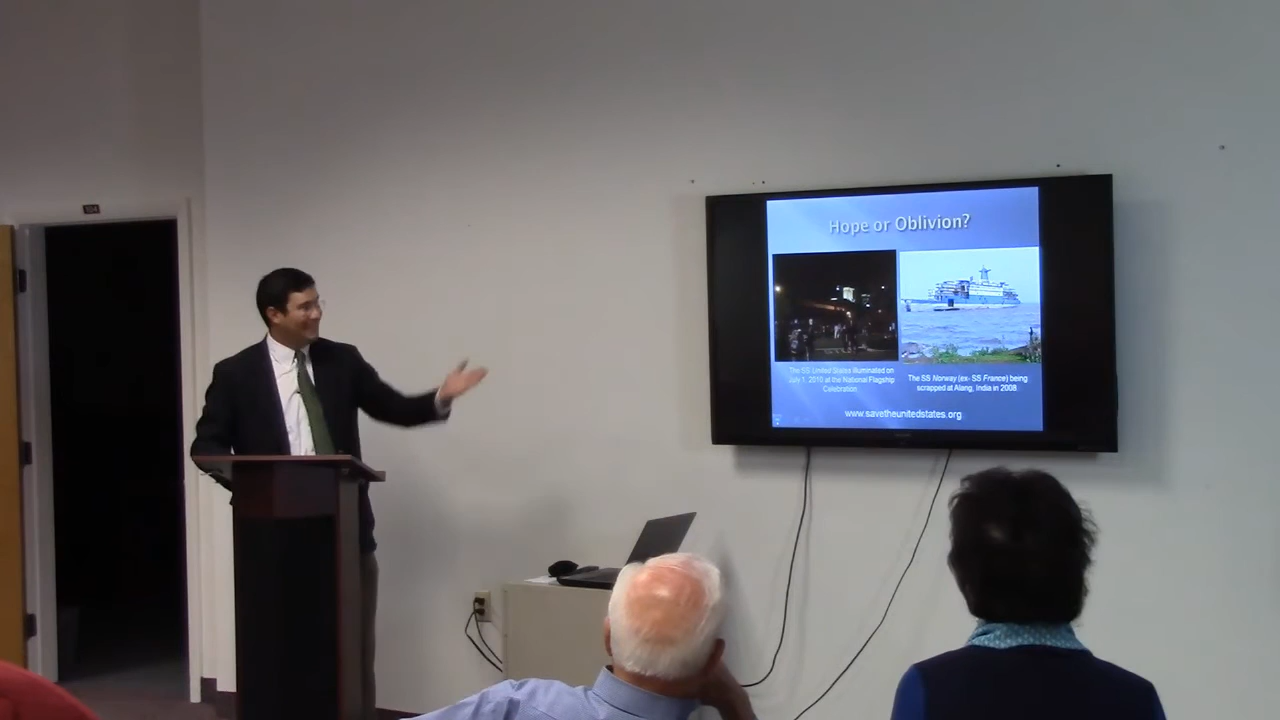 104
Hope or Oblivion?
The SS United States illuminated on
July 1, 2010 at the National Flagship
Celebration
The SS Norway (ex- SS France) being
scrapped at Alang, India in 2008
www.savetheunitedstates.org